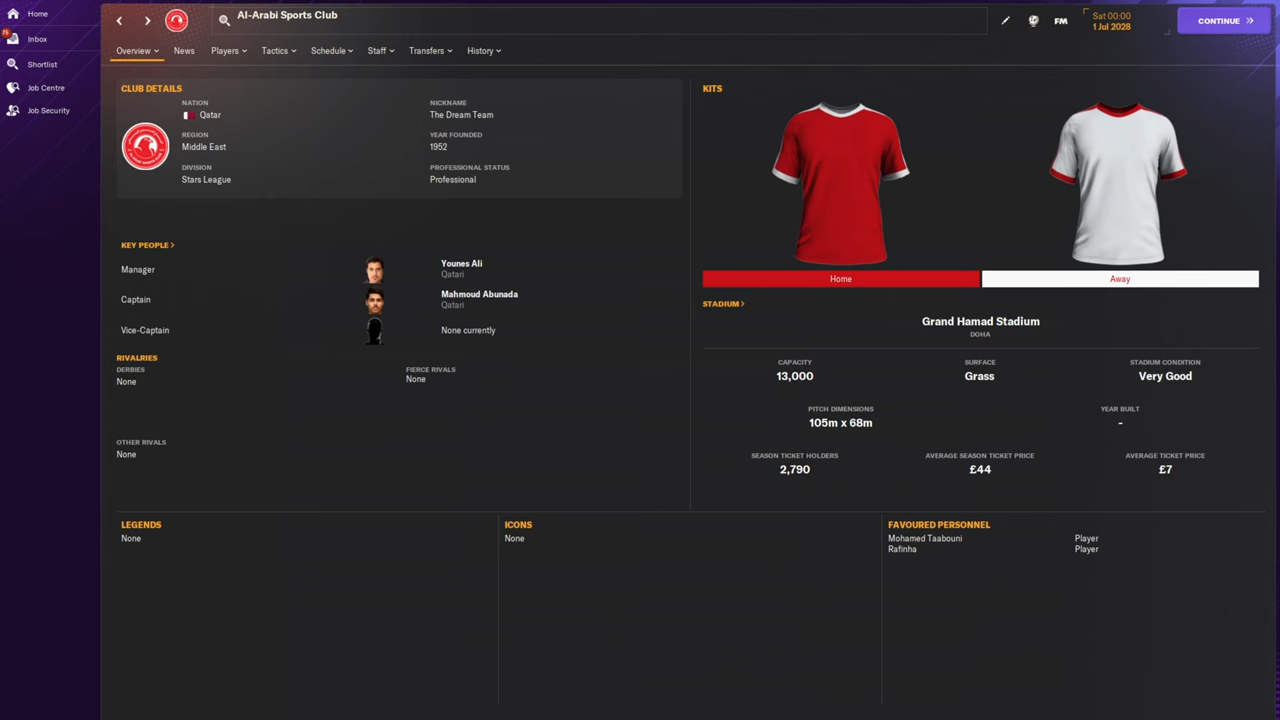 Home
75
Inbox
Shortlist
Job Centre
Job Security
Al-Arabi Sports Club
FM
Sat 00:00
1 Jul 2028
CONTINUE
Overview
News
Players
Tactics
Schedule
Staff
Transfers
History
CLUB DETAILS
NATION
Qatar
NICKNAME
The Dream Team
REGION
Middle East
YEAR FOUNDED
1952
DIVISION
Stars League
PROFESSIONAL STATUS
Professional
KEY PEOPLE >
Manager
Younes Ali
Qatari
Captain
Mahmoud Abunada
Qatari
Vice-Captain
None currently
RIVALRIES
DERBIES
None
FIERCE RIVALS
None
OTHER RIVALS
None
KITS
Home
Away
STADIUM >
Grand Hamad Stadium
DOHA
CAPACITY
13,000
SURFACE
Grass
STADIUM CONDITION
Very Good
PITCH DIMENSIONS
105m x 68m
YEAR BUILT
-
SEASON TICKET HOLDERS
2,790
AVERAGE SEASON TICKET PRICE
£44
AVERAGE TICKET PRICE
£7
LEGENDS
None
ICONS
None
FAVOURED PERSONNEL
Mohamed Taabouni Player
Rafinha Player